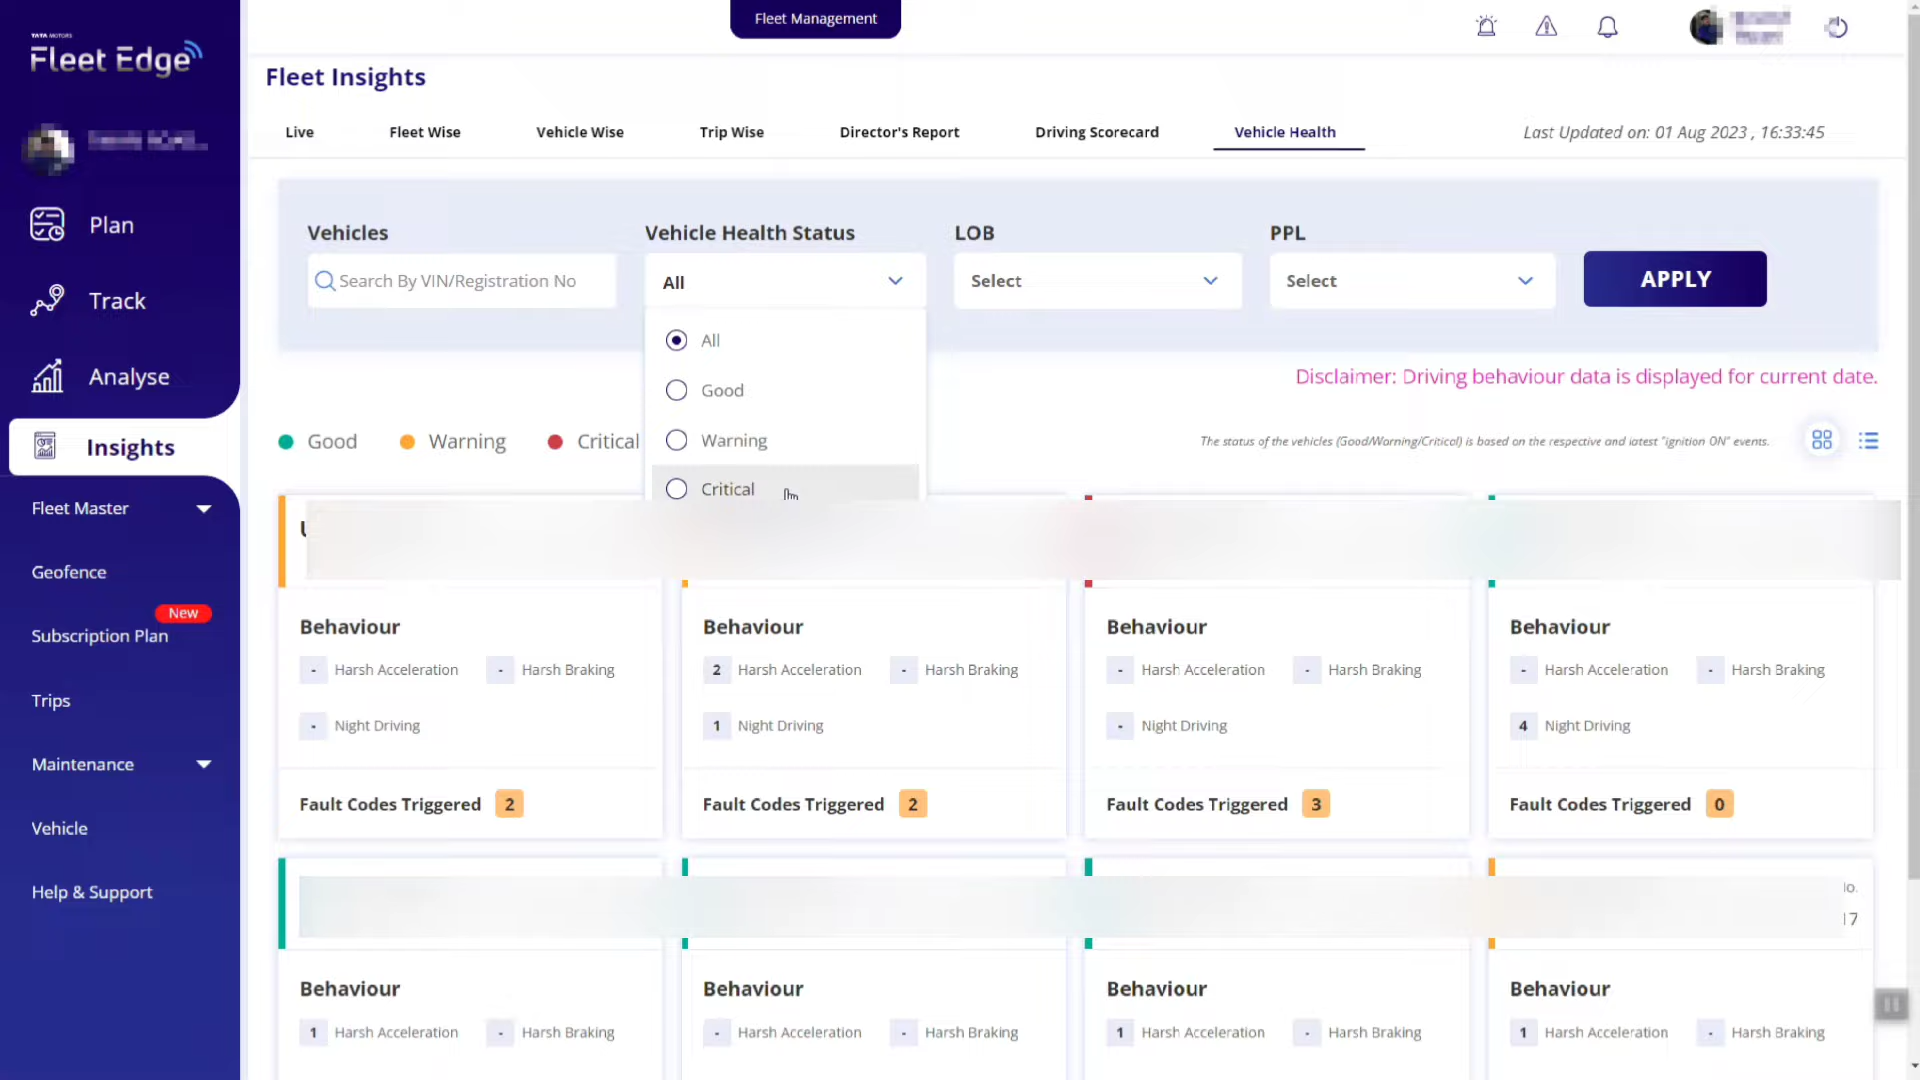 Fleet Management
TATA MOTORS
Fleet Edge
Fleet Insights
Live Fleet Wise Vehicle Wise Trip Wise Director's Report Driving Scorecard Vehicle Health Last Updated on: 01 Aug 2023 , 16:33:45
Plan
Track
Analyse
Insights
Fleet Master
Geofence
New
Subscription Plan
Trips
Maintenance
Vehicle
Help & Support
Vehicles Vehicle Health Status LOB PPL
Search By VIN/Registration No All Select Select APPLY
All
Good
Warning
Critical
Disclaimer: Driving behaviour data is displayed for current date.
Good Warning Critical
The status of the vehicles (Good/Warning/Critical) is based on the respective and latest "ignition ON" events.
Behaviour Behaviour Behaviour Behaviour
- Harsh Acceleration - Harsh Braking 2 Harsh Acceleration - Harsh Braking - Harsh Acceleration - Harsh Braking - Harsh Acceleration - Harsh Braking
- Night Driving 1 Night Driving - Night Driving 4 Night Driving
Fault Codes Triggered 2 Fault Codes Triggered 2 Fault Codes Triggered 3 Fault Codes Triggered 0
17
Behaviour Behaviour Behaviour Behaviour
1 Harsh Acceleration - Harsh Braking - Harsh Acceleration - Harsh Braking 1 Harsh Acceleration - Harsh Braking 1 Harsh Acceleration - Harsh Braking